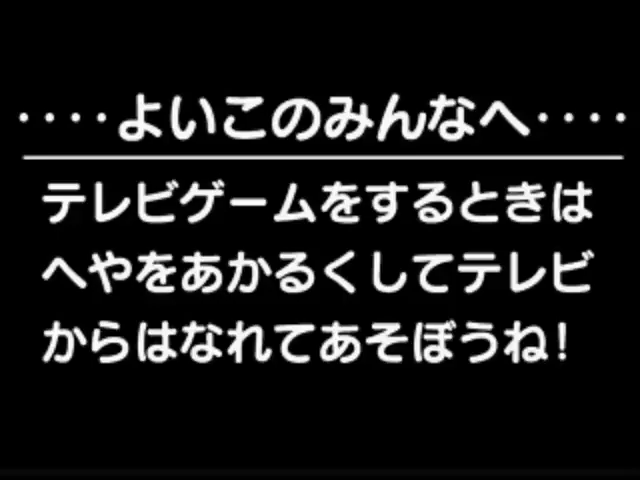 ‥‥よいこのみんなへ‥‥
テレビゲームをするときは
へやをあかるくしてテレビ
からはなれてあそぼうね!